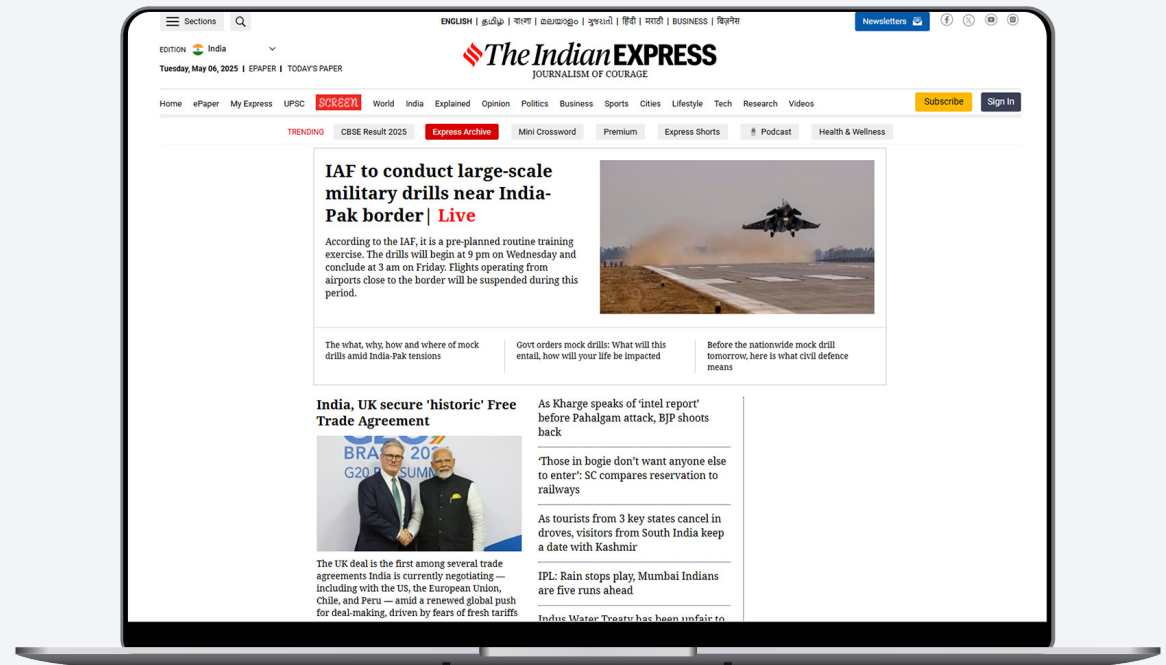 Sections
ENGLISH | தமிழ் | বাংলা | മലയാളം | ગુજરાતી | हिंदी | मराठी | BUSINESS | बिज़नेस
Newsletters
EDITION India
The Indian EXPRESS
JOURNALISM OF COURAGE
Tuesday, May 06, 2025 | EPAPER | TODAY'S PAPER
Home ePaper My Express UPSC SCREEN World India Explained Opinion Politics Business Sports Cities Lifestyle Tech Research Videos
Subscribe Sign In
TRENDING CBSE Result 2025 Express Archive Mini Crossword Premium Express Shorts Podcast Health & Wellness
IAF to conduct large-scale
military drills near India-
Pak border| Live
According to the IAF, it is a pre-planned routine training
exercise. The drills will begin at 9 pm on Wednesday and
conclude at 3 am on Friday. Flights operating from
airports close to the border will be suspended during this
period.
The what, why, how and where of mock
drills amid India-Pak tensions
Govt orders mock drills: What will this
entail, how will your life be impacted
Before the nationwide mock drill
tomorrow, here is what civil defence
means
India, UK secure 'historic' Free
Trade Agreement
G20
BRA 202
G20 SUMM
The UK deal is the first among several trade
agreements India is currently negotiating —
including with the US, the European Union,
Chile, and Peru — amid a renewed global push
for deal-making, driven by fears of fresh tariffs
As Kharge speaks of ‘intel report’
before Pahalgam attack, BJP shoots
back
‘Those in bogie don’t want anyone else
to enter’: SC compares reservation to
railways
As tourists from 3 key states cancel in
droves, visitors from South India keep
a date with Kashmir
IPL: Rain stops play, Mumbai Indians
are five runs ahead
Indus Water Treaty has been unfair to